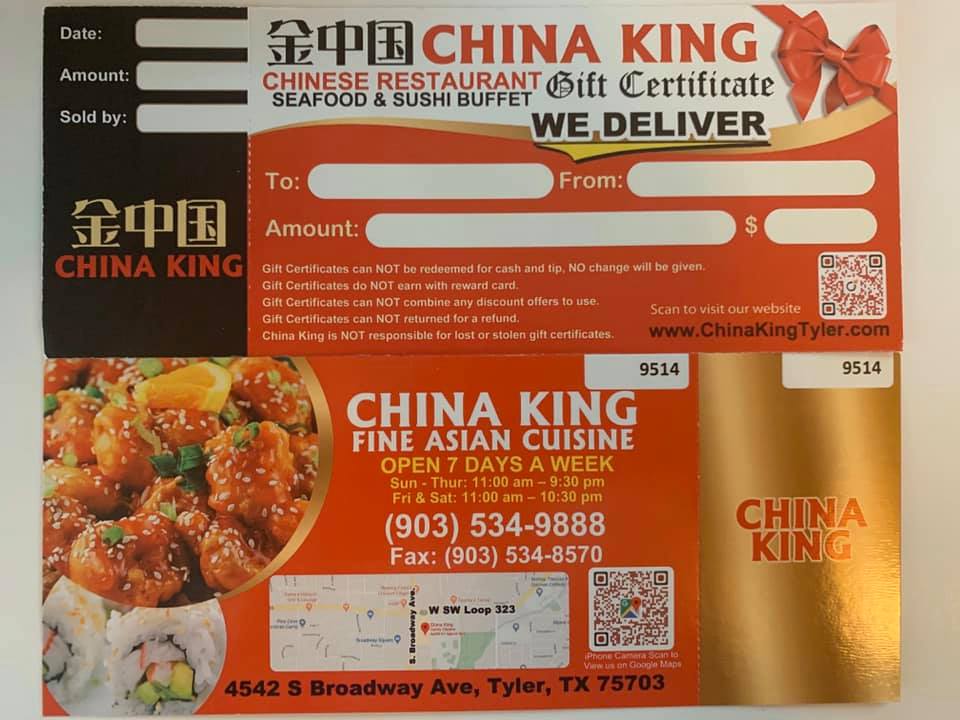 Date:
Amount:
Sold by:
金中国
CHINA KING
金中国 CHINA KING
CHINESE RESTAURANT
SEAFOOD & SUSHI BUFFET
Gift Certificate
WE DELIVER
To:
From:
Amount:
$
Gift Certificates can NOT be redeemed for cash and tip, NO change will be given.
Gift Certificates do NOT earn with reward card.
Gift Certificates can NOT combine any discount offers to use.
Gift Certificates can NOT returned for a refund.
China King is NOT responsible for lost or stolen gift certificates.
Scan to visit our website
www.ChinaKingTyler.com
9514
CHINA KING
FINE ASIAN CUISINE
OPEN 7 DAYS A WEEK
Sun - Thur: 11:00 am – 9:30 pm
Fri & Sat: 11:00 am – 10:30 pm
(903) 534-9888
Fax: (903) 534-8570
W SW Loop 323
S. Broadway Ave.
China King
Broadway Square
iPhone Camera Scan to
View us on Google Maps
4542 S Broadway Ave, Tyler, TX 75703
9514
CHINA
KING